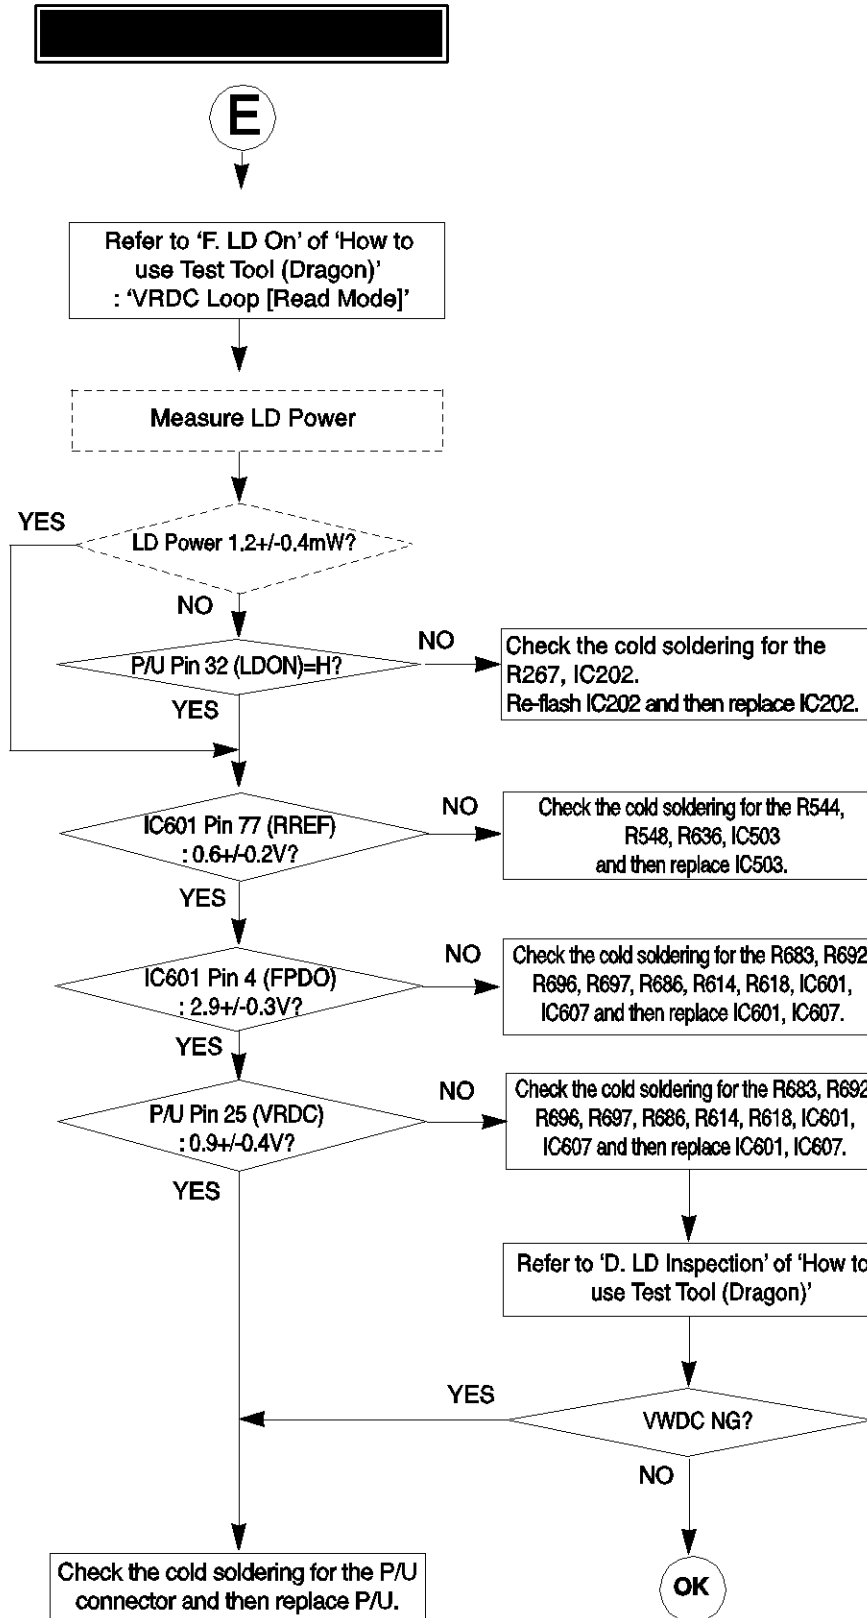 E
Refer to ‘F. LD On’ of ‘How to
use Test Tool (Dragon)’
: ‘VRDC Loop [Read Mode]’
Measure LD Power
YES
LD Power 1.2+/-0.4mW?
NO
P/U Pin 32 (LDON)=H?
NO
Check the cold soldering for the
R267, IC202.
Re-flash IC202 and then replace IC202.
YES
IC601 Pin 77 (RREF)
: 0.6+/-0.2V?
NO
Check the cold soldering for the R544,
R548, R636, IC503
and then replace IC503.
YES
IC601 Pin 4 (FPDO)
: 2.9+/-0.3V?
NO
Check the cold soldering for the R683, R692
R696, R697, R686, R614, R618, IC601,
IC607 and then replace IC601, IC607.
YES
P/U Pin 25 (VRDC)
: 0.9+/-0.4V?
NO
Check the cold soldering for the R683, R692
R696, R697, R686, R614, R618, IC601,
IC607 and then replace IC601, IC607.
YES
Refer to ‘D. LD Inspection’ of ‘How to
use Test Tool (Dragon)’
YES
VWDC NG?
NO
Check the cold soldering for the P/U
connector and then replace P/U.
OK